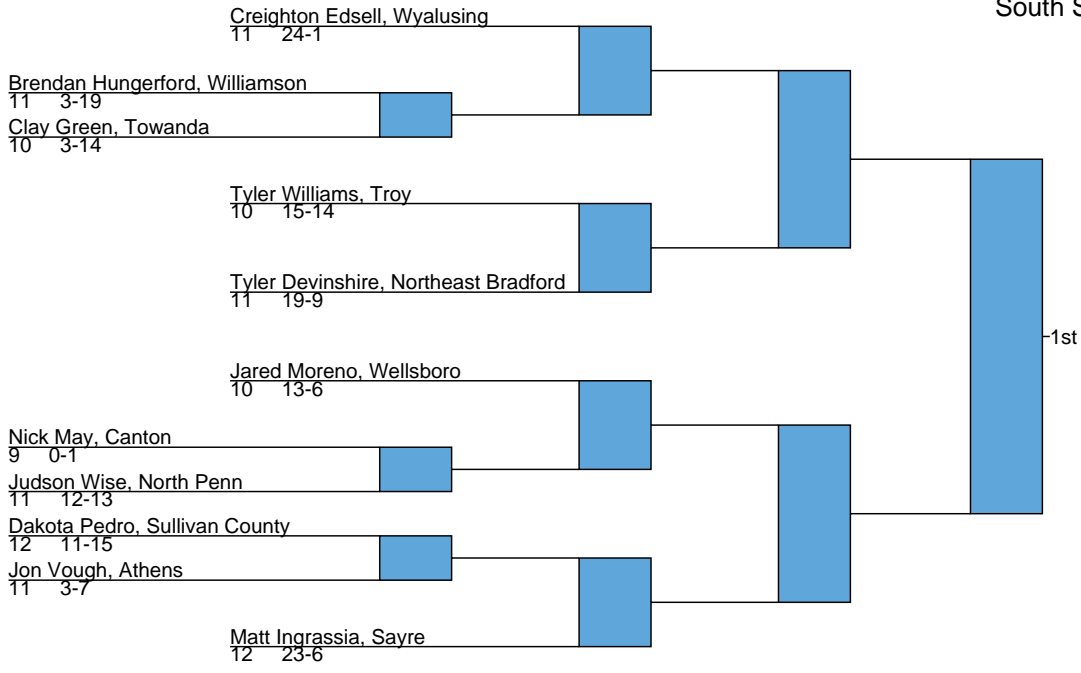 South S
Creighton Edsell, Wyalusing
11 24-1
Brendan Hungerford, Williamson
11 3-19
Clay Green, Towanda
10 3-14
Tyler Williams, Troy
10 15-14
Tyler Devinshire, Northeast Bradford
11 19-9
1st
Jared Moreno, Wellsboro
10 13-6
Nick May, Canton
9 0-1
Judson Wise, North Penn
11 12-13
Dakota Pedro, Sullivan County
12 11-15
Jon Vough, Athens
11 3-7
Matt Ingrassia, Sayre
12 23-6